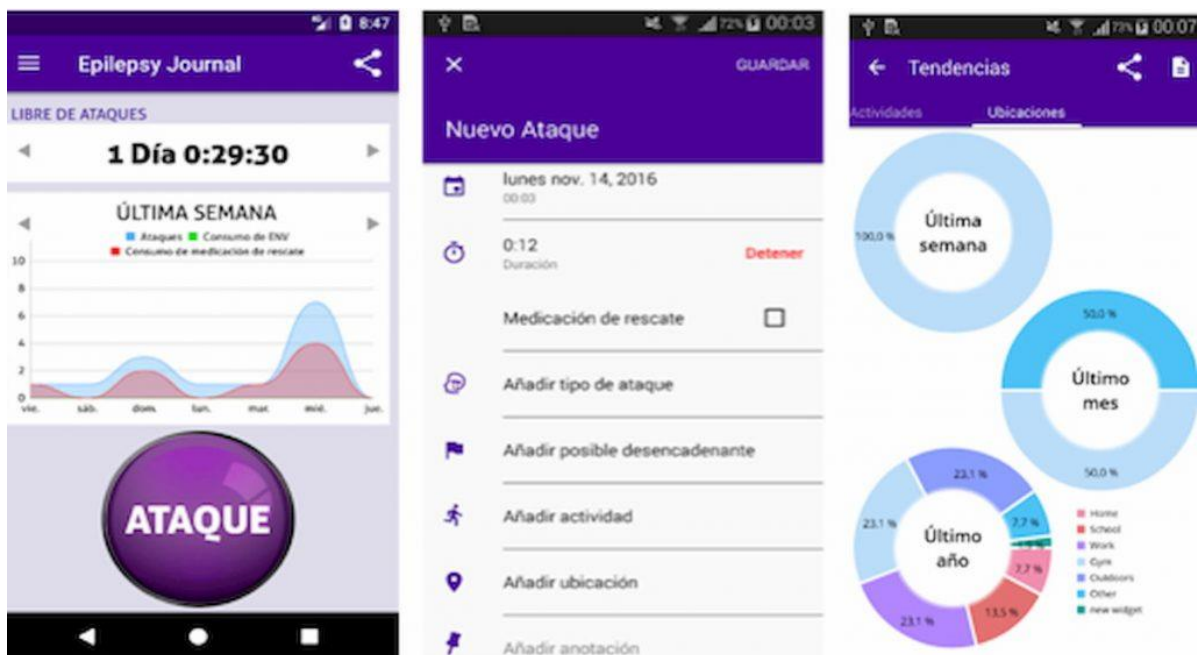 8:47
Epilepsy Journal
LIBRE DE ATAQUES
1 Día 0:29:30
ÚLTIMA SEMANA
Ataques Consumo de ENV
Consumo de medicación de rescate
10
8
6
4
2
0
vie. sáb. dom. lun. mar. mié. jue.
ATAQUE
72% 00:03
GUARDAR
Nuevo Ataque
lunes nov. 14, 2016
00:03
0:12
Duración
Detener
Medicación de rescate
Añadir tipo de ataque
Añadir posible desencadenante
Añadir actividad
Añadir ubicación
Añadir anotación
73% 00:07
Tendencias
Actividades Ubicaciones
100,0 %
Última
semana
50,0 %
Último
mes
50,0 %
23,1 %
23,1 %
7,7 %
7,7 %
13,5 %
23,1 %
Último
año
Home
School
Work
Gym
Outdoors
Other
new widget